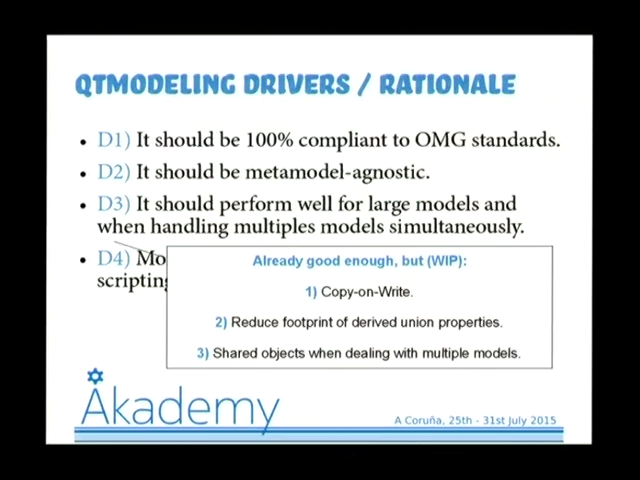 QTMODELING DRIVERS / RATIONALE
• D1) It should be 100% compliant to OMG standards.
• D2) It should be metamodel-agnostic.
• D3) It should perform well for large models and
when handling multiples models simultaneously.
• D4) Mo
scripting
Already good enough, but (WIP):
1) Copy-on-Write.
2) Reduce footprint of derived union properties.
3) Shared objects when dealing with multiple models.
Akademy
A Coruña, 25th - 31st July 2015